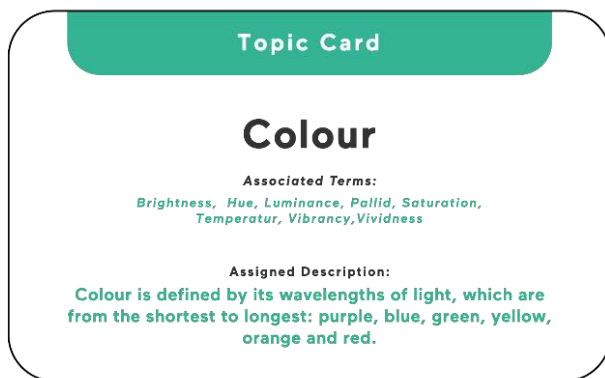 Topic Card
Colour
Associated Terms:
Brightness, Hue, Luminance, Pallid, Saturation,
Temperatur, Vibrancy,Vividness
Assigned Description:
Colour is defined by its wavelengths of light, which are
from the shortest to longest: purple, blue, green, yellow,
orange and red.